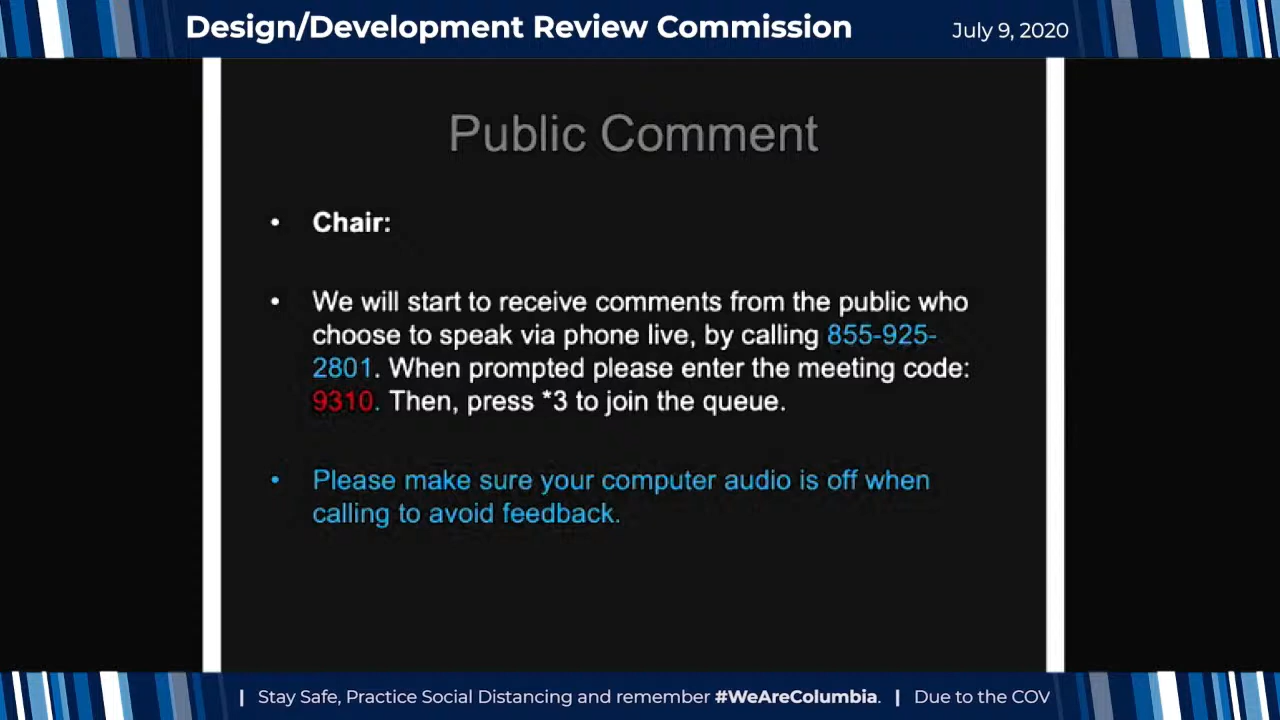 Design/Development Review Commission
July 9, 2020
Public Comment
• Chair:
• We will start to receive comments from the public who
choose to speak via phone live, by calling 855-925-
2801. When prompted please enter the meeting code:
9310. Then, press *3 to join the queue.
• Please make sure your computer audio is off when
calling to avoid feedback.
| Stay Safe, Practice Social Distancing and remember #WeAreColumbia. | Due to the COV